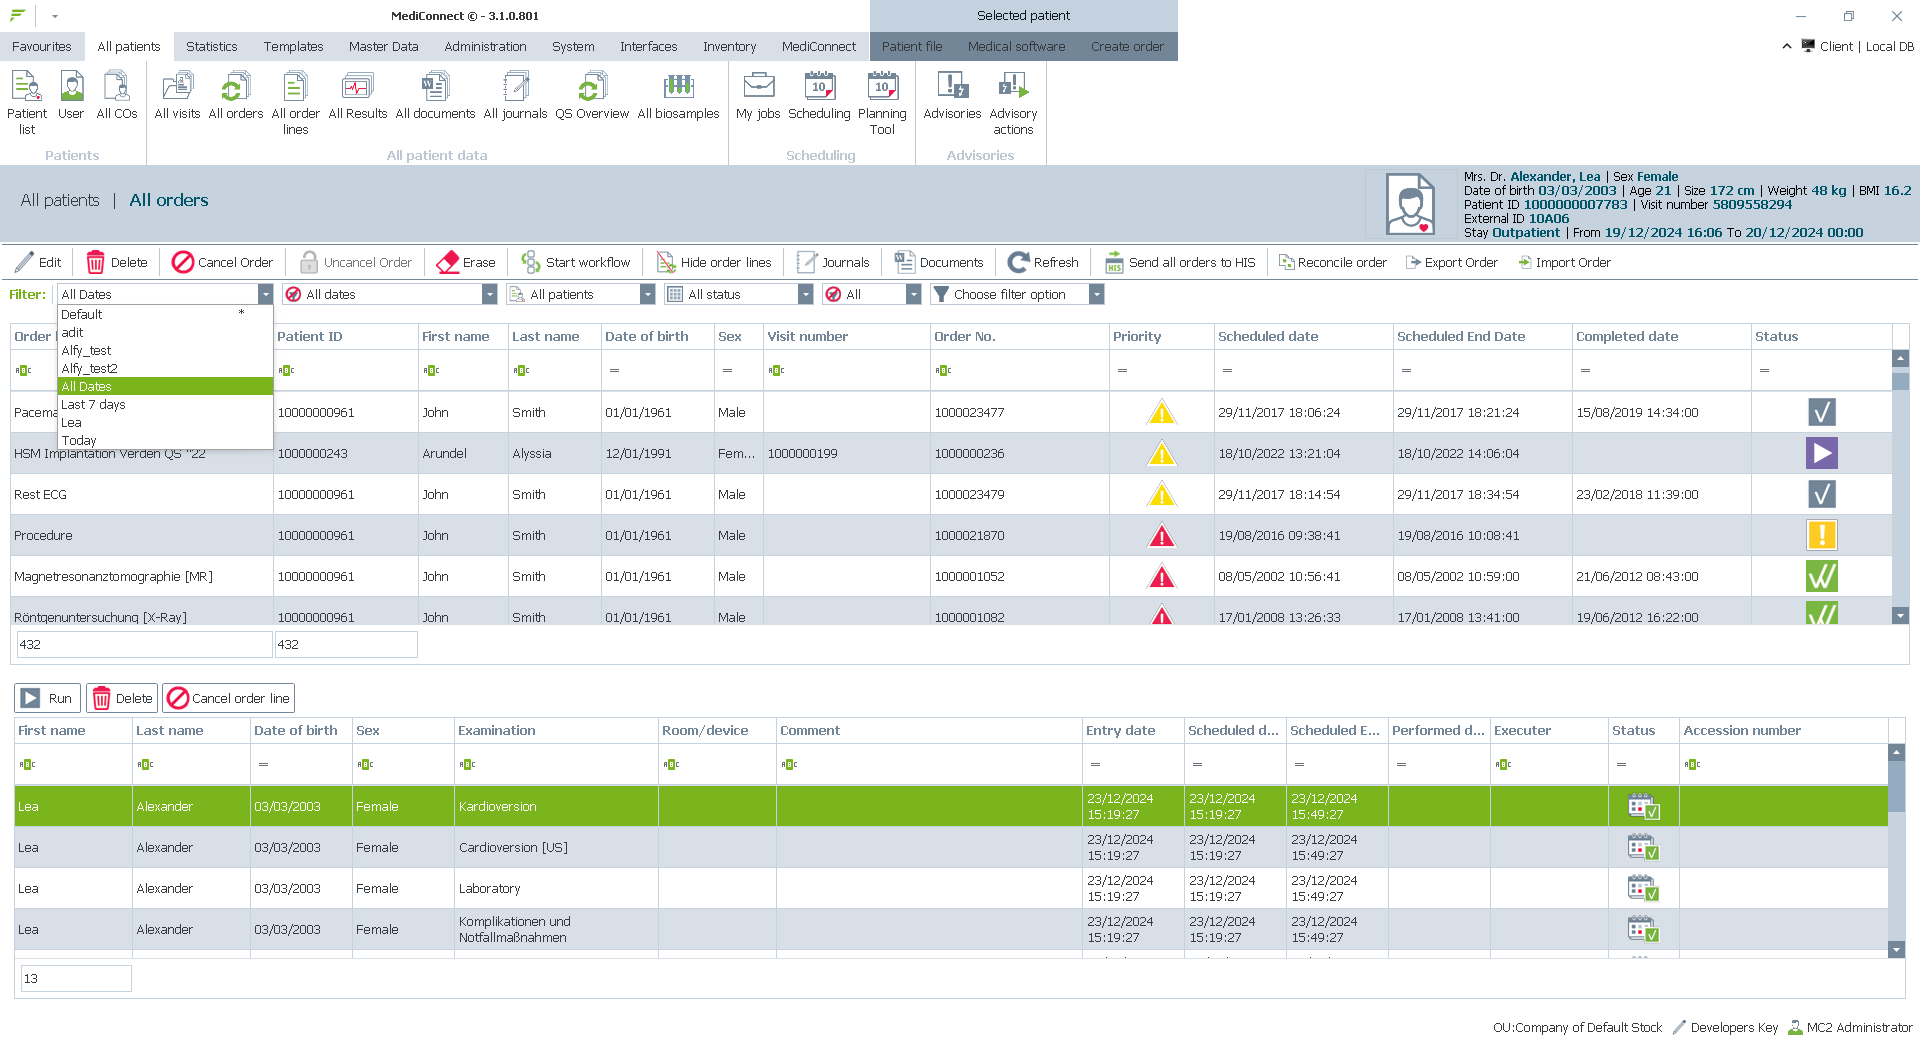 MediConnect © - 3.1.0.801
Selected patient
Favourites All patients Statistics Templates Master Data Administration System Interfaces Inventory MediConnect Patient file Medical software Create order Client | Local DB
Patient list User All COs All visits All orders All order lines All Results All documents All journals QS Overview All biosamples My jobs Scheduling Planning Tool Advisories Advisory actions
Patients All patient data Scheduling Advisories
All patients | All orders
Mrs. Dr. Alexander, Lea | Sex Female
Date of birth 03/03/2003 | Age 21 | Size 172 cm | Weight 48 kg | BMI 16.2
Patient ID 1000000007783 | Visit number 5809558294
External ID 10A06
Stay Outpatient | From 19/12/2024 16:06 To 20/12/2024 00:00
Edit Delete Cancel Order Uncancel Order Erase Start workflow Hide order lines Journals Documents Refresh Send all orders to HIS Reconcile order Export Order Import Order
Filter: All Dates All dates All patients All status All Choose filter option
Default *
adit
Alfy_test
Alfy_test2
All Dates
Last 7 days
Lea
Today
Order Patient ID First name Last name Date of birth Sex Visit number Order No. Priority Scheduled date Scheduled End Date Completed date Status
Pacema 10000000961 John Smith 01/01/1961 Male 1000023477 29/11/2017 18:06:24 29/11/2017 18:21:24 15/08/2019 14:34:00
HSM Implantation Verden QS "22 1000000243 Arundel Alyssia 12/01/1991 Fem... 1000000199 1000000236 18/10/2022 13:21:04 18/10/2022 14:06:04
Rest ECG 10000000961 John Smith 01/01/1961 Male 1000023479 29/11/2017 18:14:54 29/11/2017 18:34:54 23/02/2018 11:39:00
Procedure 10000000961 John Smith 01/01/1961 Male 1000021870 19/08/2016 09:38:41 19/08/2016 10:08:41
Magnetresonanztomographie [MR] 10000000961 John Smith 01/01/1961 Male 1000001052 08/05/2002 10:56:41 08/05/2002 10:59:00 21/06/2012 08:43:00
Röntgenuntersuchung [X-Ray] 10000000961 John Smith 01/01/1961 Male 1000001082 17/01/2008 13:26:33 17/01/2008 13:41:00 19/06/2012 16:22:00
432 432
Run Delete Cancel order line
First name Last name Date of birth Sex Examination Room/device Comment Entry date Scheduled d... Scheduled E... Performed d... Executer Status Accession number
Lea Alexander 03/03/2003 Female Kardioversion 23/12/2024 15:19:27 23/12/2024 15:19:27 23/12/2024 15:49:27
Lea Alexander 03/03/2003 Female Cardioversion [US] 23/12/2024 15:19:27 23/12/2024 15:19:27 23/12/2024 15:49:27
Lea Alexander 03/03/2003 Female Laboratory 23/12/2024 15:19:27 23/12/2024 15:19:27 23/12/2024 15:49:27
Lea Alexander 03/03/2003 Female Komplikationen und Notfallmaßnahmen 23/12/2024 15:19:27 23/12/2024 15:19:27 23/12/2024 15:49:27
13
OU:Company of Default Stock Developers Key MC2 Administrator